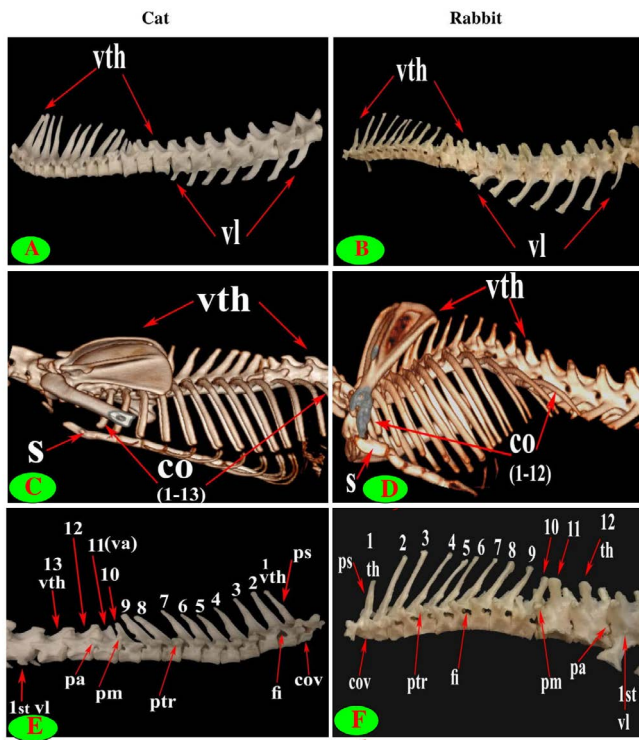 Cat
Rabbit
vth
vl
A
vth
vl
B
vth
s
co
(1-13)
C
vth
co
(1-12)
s
D
13 vth
12
11(va)
10
9
8
7
6
5
4
3
2
1 vth
ps
pa
pm
ptr
fi
cov
1st vl
E
ps
1 th
2
3
4
5
6
7
8
9
10
11
12 th
cov
ptr
fi
pm
pa
1st vl
F